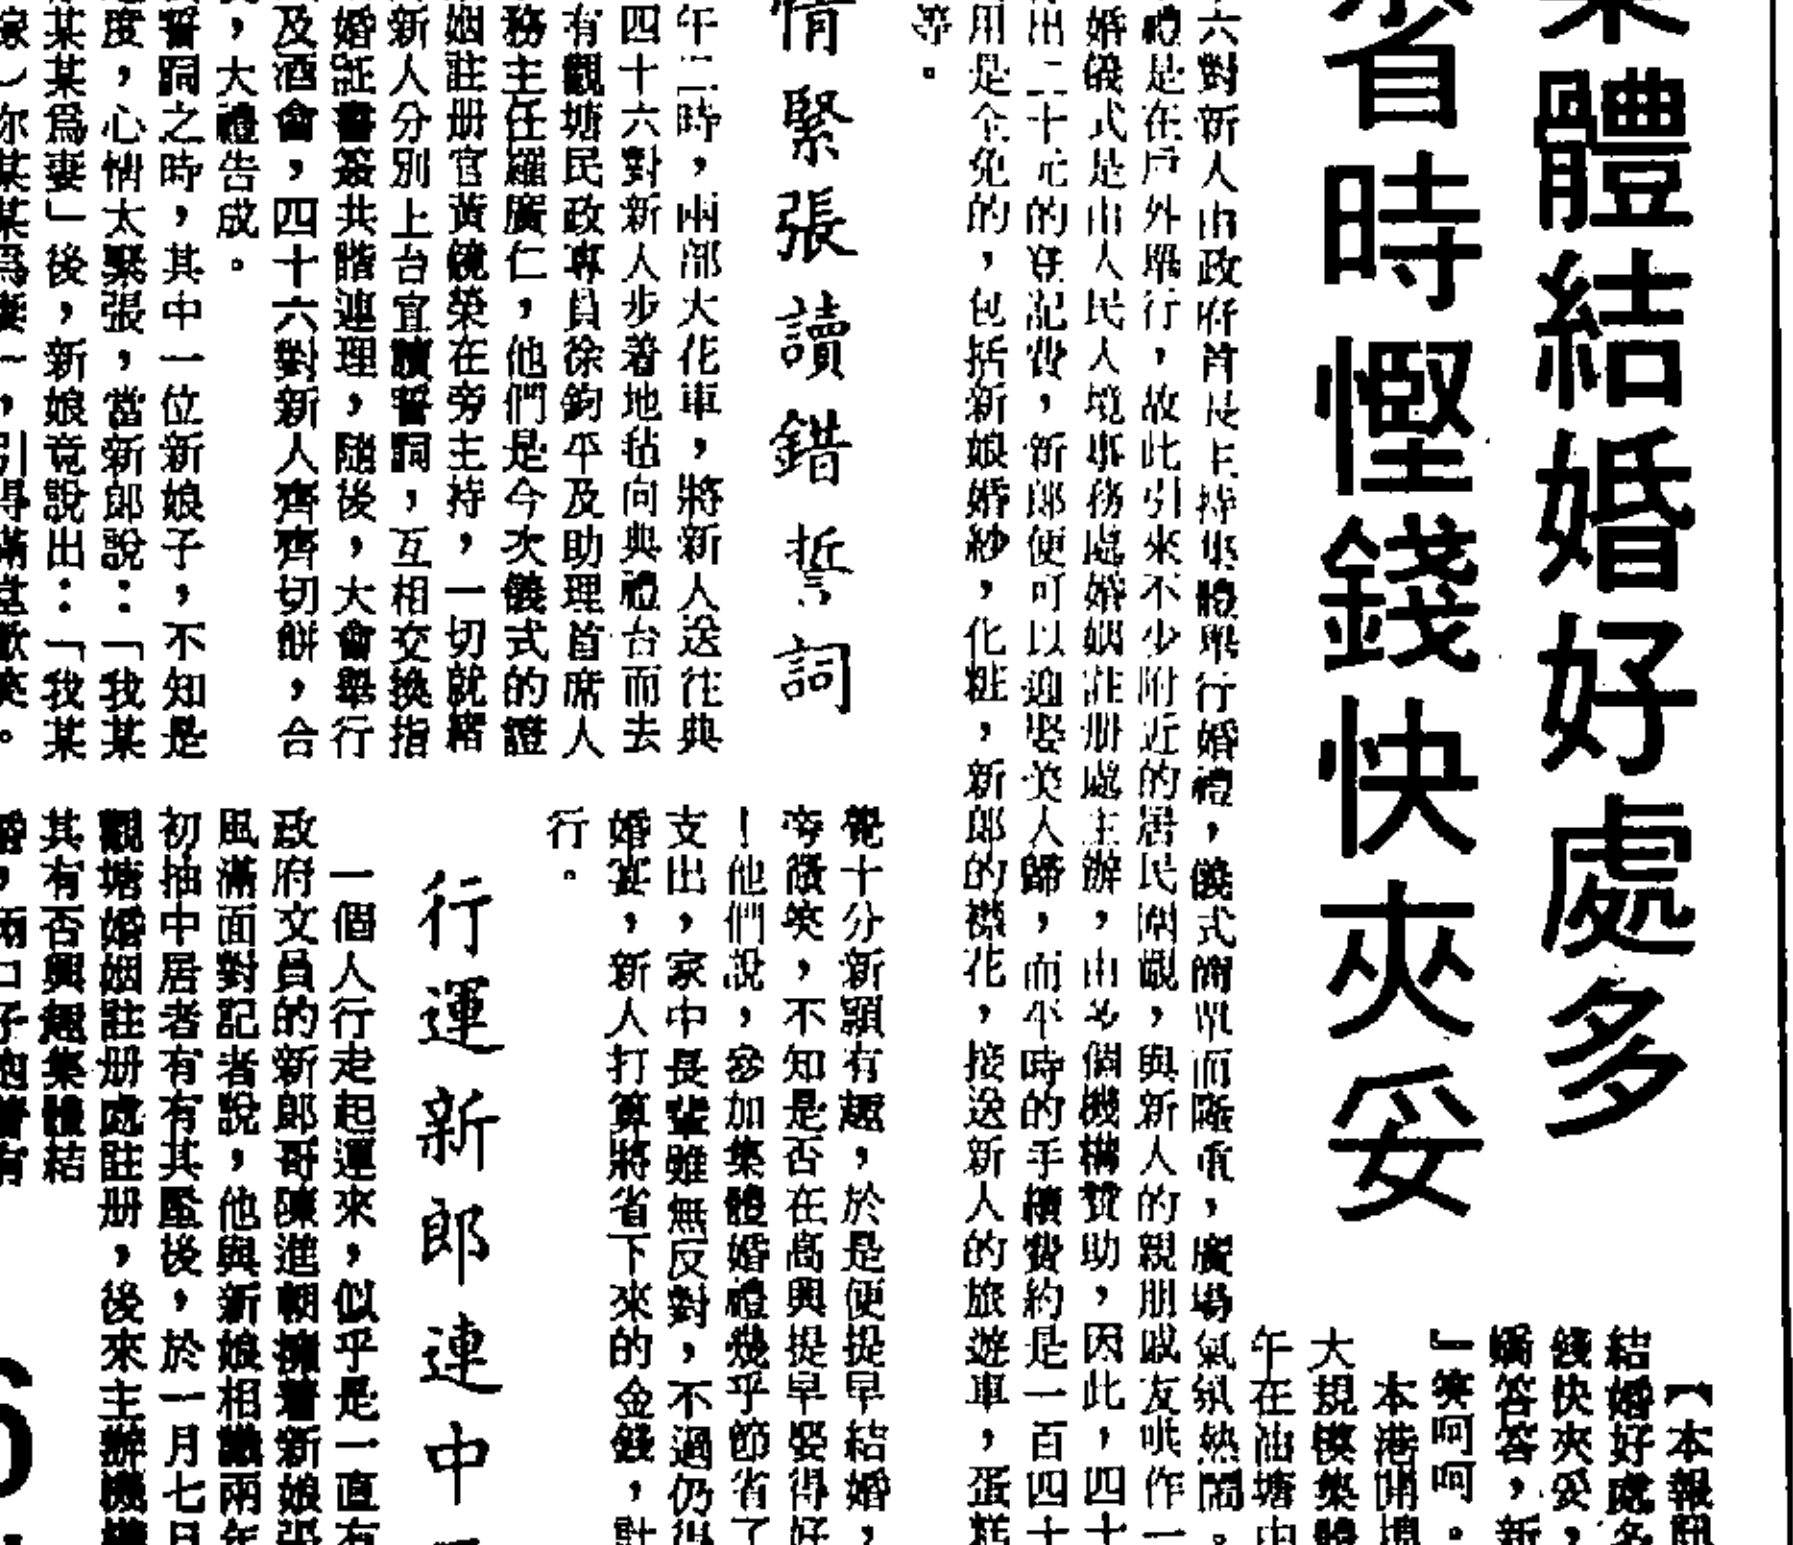 體結婚好處多
省時慳錢快夾妥
【本報訊
結婚好處多
錢快夾妥,
嬌答答,新
」笑呵呵。
本港開埠
大規模集體
午在油塘中
六對新人由政府首長主持集體舉行婚禮,儀式簡單而隆重,廣場氣氛熱鬧。
禮是在戶外舉行,故此引來不少附近的居民圍觀,與新人的親朋戚友哄作一
婚儀式是由人民入境事務處婚姻註册處主辦,由多個機構贊助,因此,四十
出二十元的登記費,新郎便可以迎娶美人歸,而平時的手續費約是一百四十
用是全免的,包括新娘婚紗,化粧,新郎的襟花,接送新人的旅遊車,蛋糕
等。
情緊張讀錯誓詞
午二時,兩部大花車,將新人送往典
四十六對新人步着地毡向典禮台而去
有觀塘民政專員徐鈞平及助理首席人
務主任羅廣仁,他們是今次儀式的證
姻註册官黃鏡榮在旁主持,一切就緒
新人分別上台宣讀誓詞,互相交換指
婚証書簽共諧連理,隨後,大會舉行
及酒會,四十六對新人齊齊切餅,合
,大禮告成。
誓詞之時,其中一位新娘子,不知是
度,心情太緊張,當新郎說:「我某
某某爲妻」後,新娘竟說出:「我某
你某某爲妻」,引得滿堂歡笑。
覺十分新穎有趣,於是便提早結婚,
旁微笑,不知是否在高興提早娶得好
!他們說,參加集體婚禮幾乎節省了
支出,家中長輩雖無反對,不過仍得
婚宴,新人打算將省下來的金錢,計
行。
行運新郎連中
一個人行走起運來,似乎是一直有
政府文員的新郎哥陳進朝擁着新娘張
風滿面對記者說,他與新娘相識兩年
初抽中居者有有其屋後,於一月七日
觀塘婚姻註册處註册,後來主辦機構
其有否興趣集體結
,兩口子抱着有